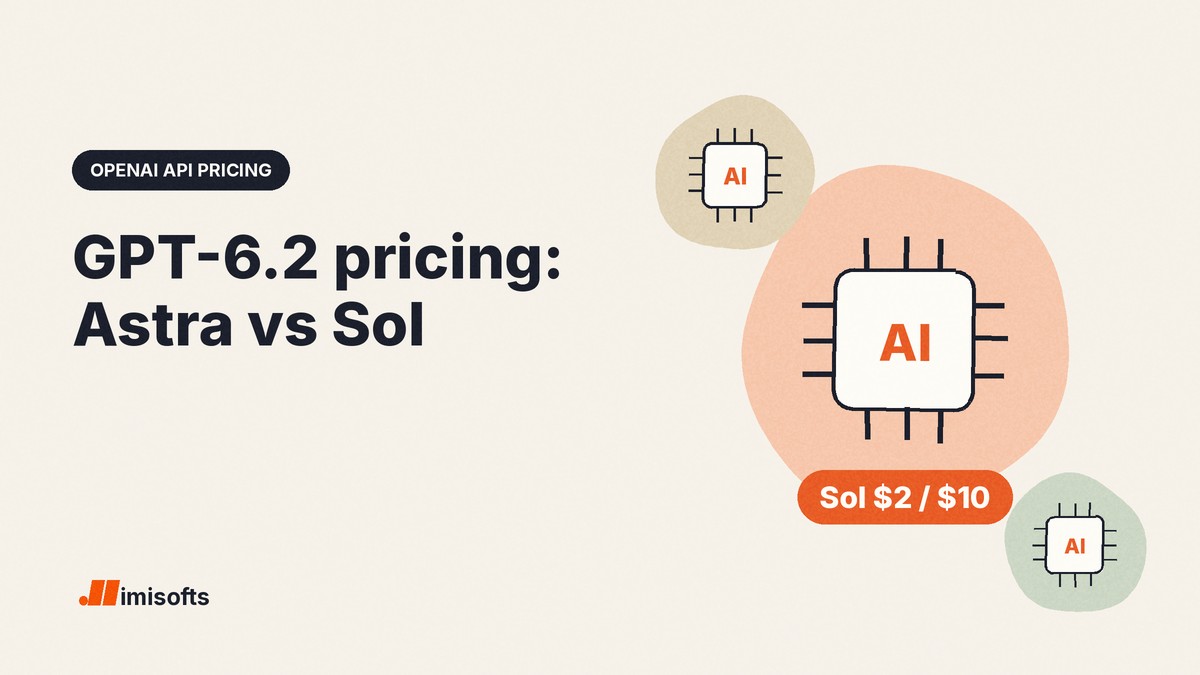 OPENAI API PRICING
GPT-6.2 pricing:
Astra vs Sol
AI
AI
Sol $2 / $10
AI
imisofts